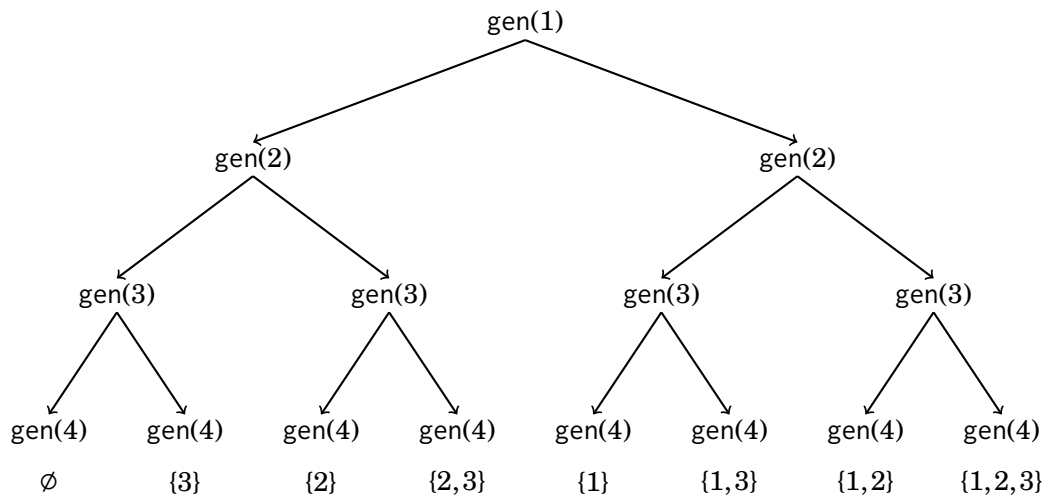 gen(1)
gen(2) gen(2)
gen(3) gen(3) gen(3) gen(3)
gen(4) gen(4) gen(4) gen(4) gen(4) gen(4) gen(4) gen(4)
∅ {3} {2} {2,3} {1} {1,3} {1,2} {1,2,3}